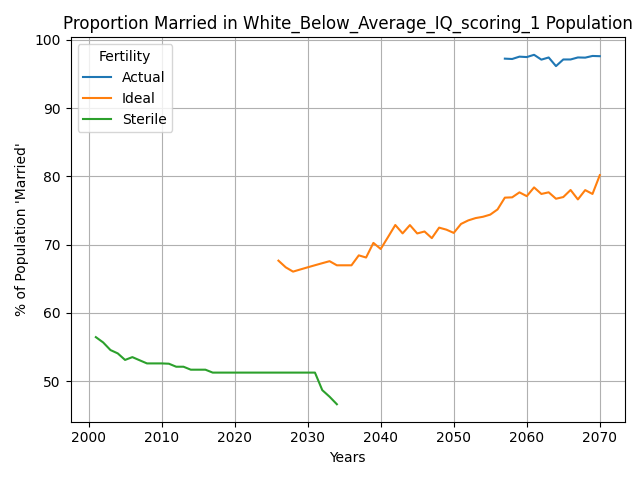 Proportion Married in White_Below_Average_IQ_scoring_1 Population
Fertility
Actual
Ideal
Sterile
% of Population 'Married'
100
90
80
70
60
50
2000 2010 2020 2030 2040 2050 2060 2070
Years